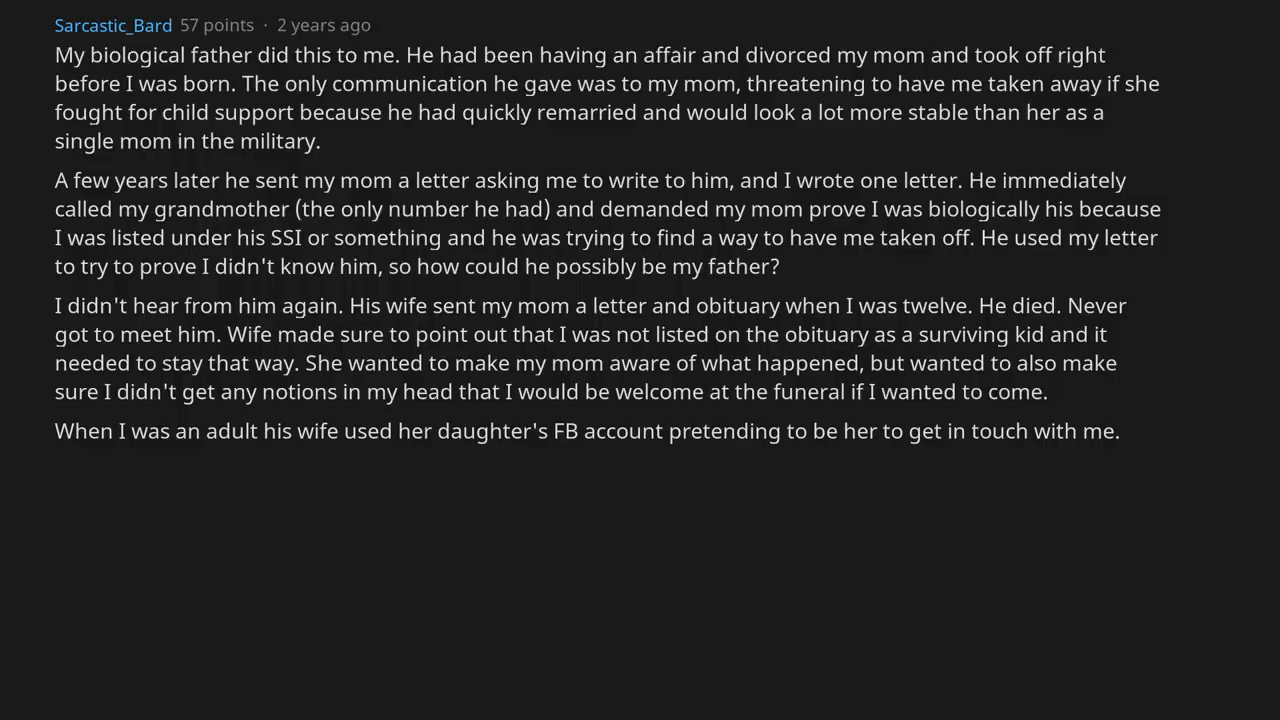 Sarcastic_Bard 57 points · 2 years ago
My biological father did this to me. He had been having an affair and divorced my mom and took off right
before I was born. The only communication he gave was to my mom, threatening to have me taken away if she
fought for child support because he had quickly remarried and would look a lot more stable than her as a
single mom in the military.
A few years later he sent my mom a letter asking me to write to him, and I wrote one letter. He immediately
called my grandmother (the only number he had) and demanded my mom prove I was biologically his because
I was listed under his SSI or something and he was trying to find a way to have me taken off. He used my letter
to try to prove I didn't know him, so how could he possibly be my father?
I didn't hear from him again. His wife sent my mom a letter and obituary when I was twelve. He died. Never
got to meet him. Wife made sure to point out that I was not listed on the obituary as a surviving kid and it
needed to stay that way. She wanted to make my mom aware of what happened, but wanted to also make
sure I didn't get any notions in my head that I would be welcome at the funeral if I wanted to come.
When I was an adult his wife used her daughter's FB account pretending to be her to get in touch with me.